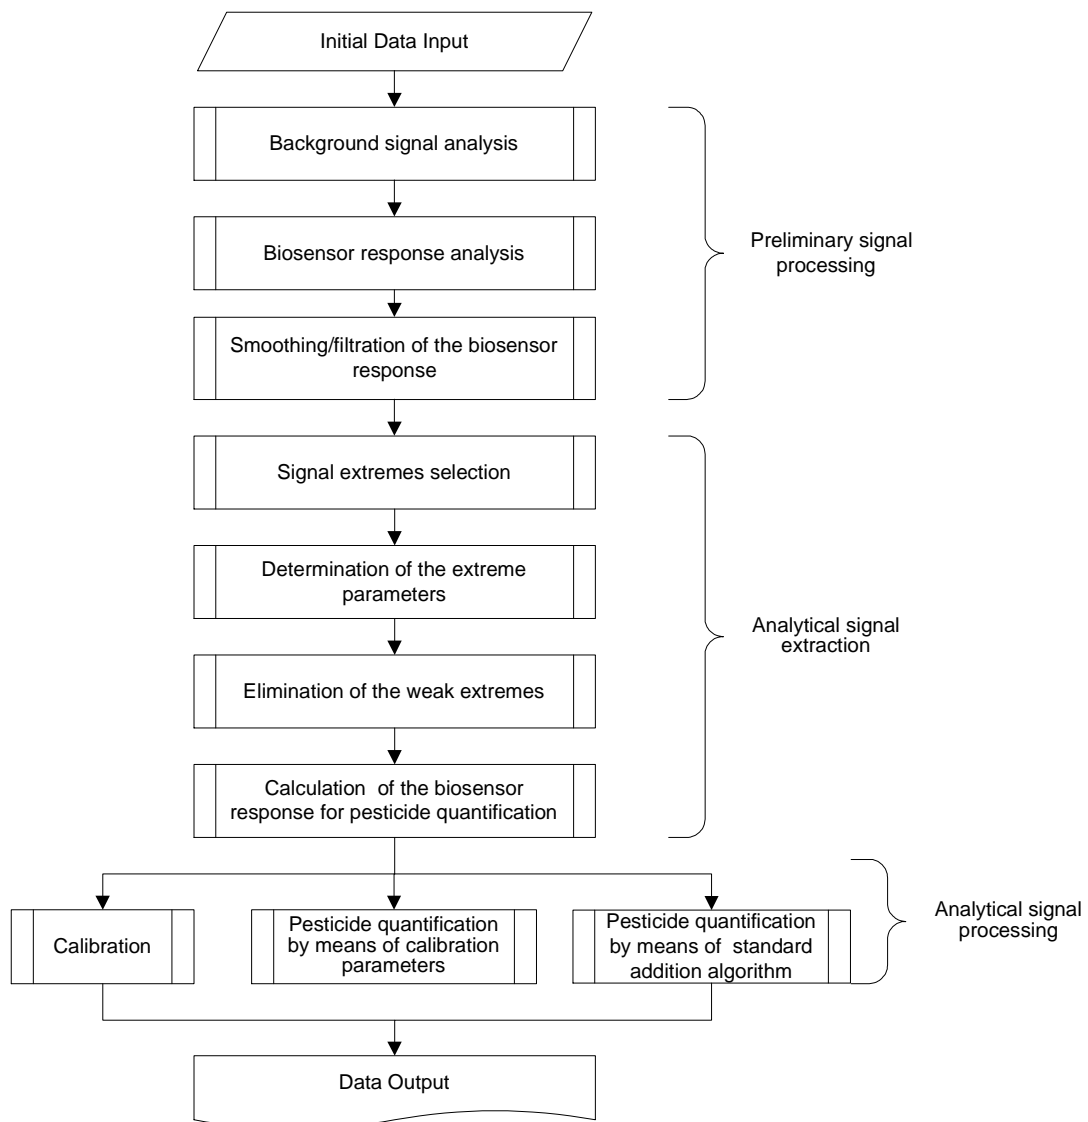 Initial Data Input
Background signal analysis
Biosensor response analysis
Preliminary signal
processing
Smoothing/filtration of the biosensor
response
Signal extremes selection
Determination of the extreme
parameters
Analytical signal
extraction
Elimination of the weak extremes
Calculation of the biosensor
response for pesticide quantification
Calibration
Pesticide quantification
by means of calibration
parameters
Pesticide quantification
by means of standard
addition algorithm
Analytical signal
processing
Data Output